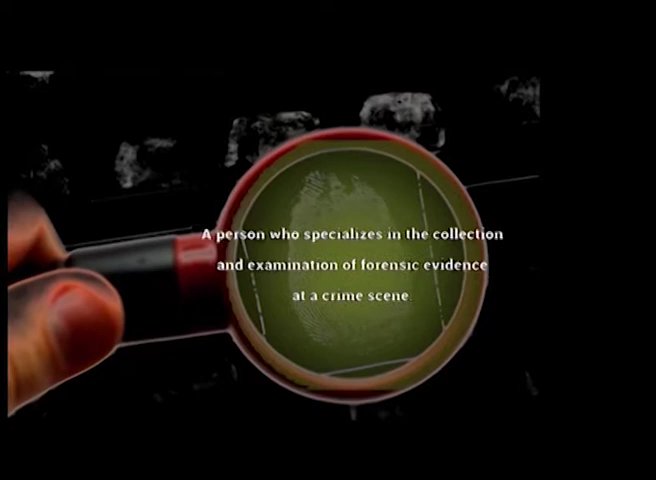 A person who specializes in the collection
and examination of forensic evidence
at a crime scene.